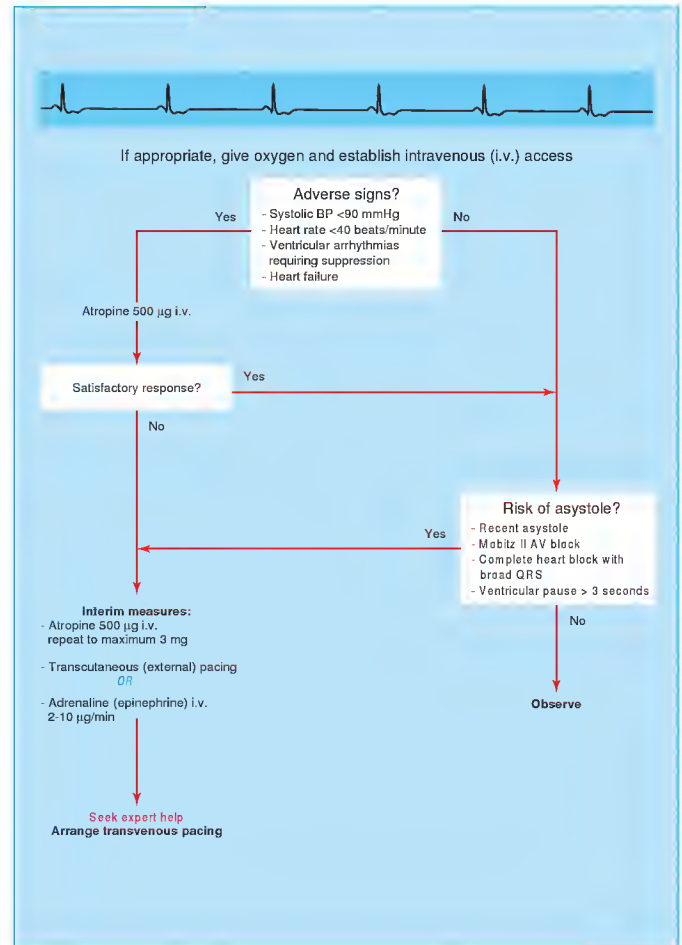 If appropriate, give oxygen and establish intravenous (i.v.) access
Adverse signs?
- Systolic BP <90 mmHg
- Heart rate <40 beats/minute
- Ventricular arrhythmias
requiring suppression
- Heart failure
Yes
No
Atropine 500 µg i.v.
Satisfactory response?
Yes
No
Risk of asystole?
- Recent asystole
- Mobitz II AV block
- Complete heart block with
broad QRS
- Ventricular pause > 3 seconds
Yes
No
Interim measures:
- Atropine 500 µg i.v.
repeat to maximum 3 mg
- Transcutaneous (external) pacing
OR
- Adrenaline (epinephrine) i.v.
2-10 µg/min
Observe
Seek expert help
Arrange transvenous pacing